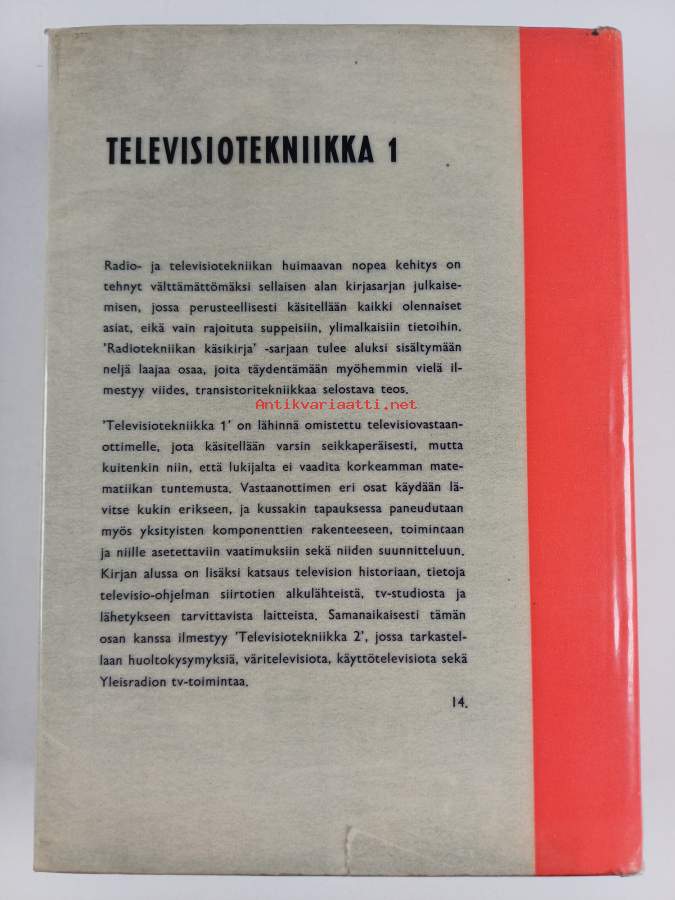 TELEVISIOTEKNIIKKA 1
Radio- ja televisiotekniikan huimaavan nopea kehitys on
tehnyt välttämättömäksi sellaisen alan kirjasarjan julkaise-
misen, jossa perusteellisesti käsitellään kaikki olennaiset
asiat, eikä vain rajoituta suppeisiin, ylimalkaisiin tietoihin.
'Radiotekniikan käsikirja' -sarjaan tulee aluksi sisältymään
neljä laajaa osaa, joita täydentämään myöhemmin vielä il-
mestyy viides, transistoritekniikkaa selostava teos.
Antikvariaatti.net
'Televisiotekniikka 1' on lähinnä omistettu televisiovastaan-
ottimelle, jota käsitellään varsin seikkaperäisesti, mutta
kuitenkin niin, että lukijalta ei vaadita korkeamman mate-
matiikan tuntemusta. Vastaanottimen eri osat käydään lä-
vitse kukin erikseen, ja kussakin tapauksessa paneudutaan
myös yksityisten komponenttien rakenteeseen, toimintaan
ja niille asetettaviin vaatimuksiin sekä niiden suunnitteluun.
Kirjan alussa on lisäksi katsaus television historiaan, tietoja
televisio-ohjelman siirtotien alkulähteistä, tv-studiosta ja
lähetykseen tarvittavista laitteista. Samanaikaisesti tämän
osan kanssa ilmestyy 'Televisiotekniikka 2', jossa tarkastel-
laan huoltokysymyksiä, väritelevisiota, käyttötelevisiota sekä
Yleisradion tv-toimintaa.
14.